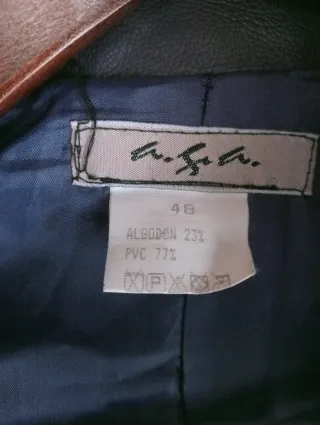 a.g.a.
48
ALGODON 23%
PVC 77%
P